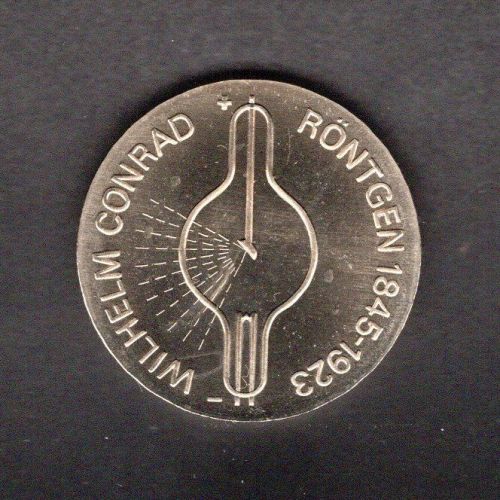 WILHELM CONRAD
RÖNTGEN 1845-1923
+
-